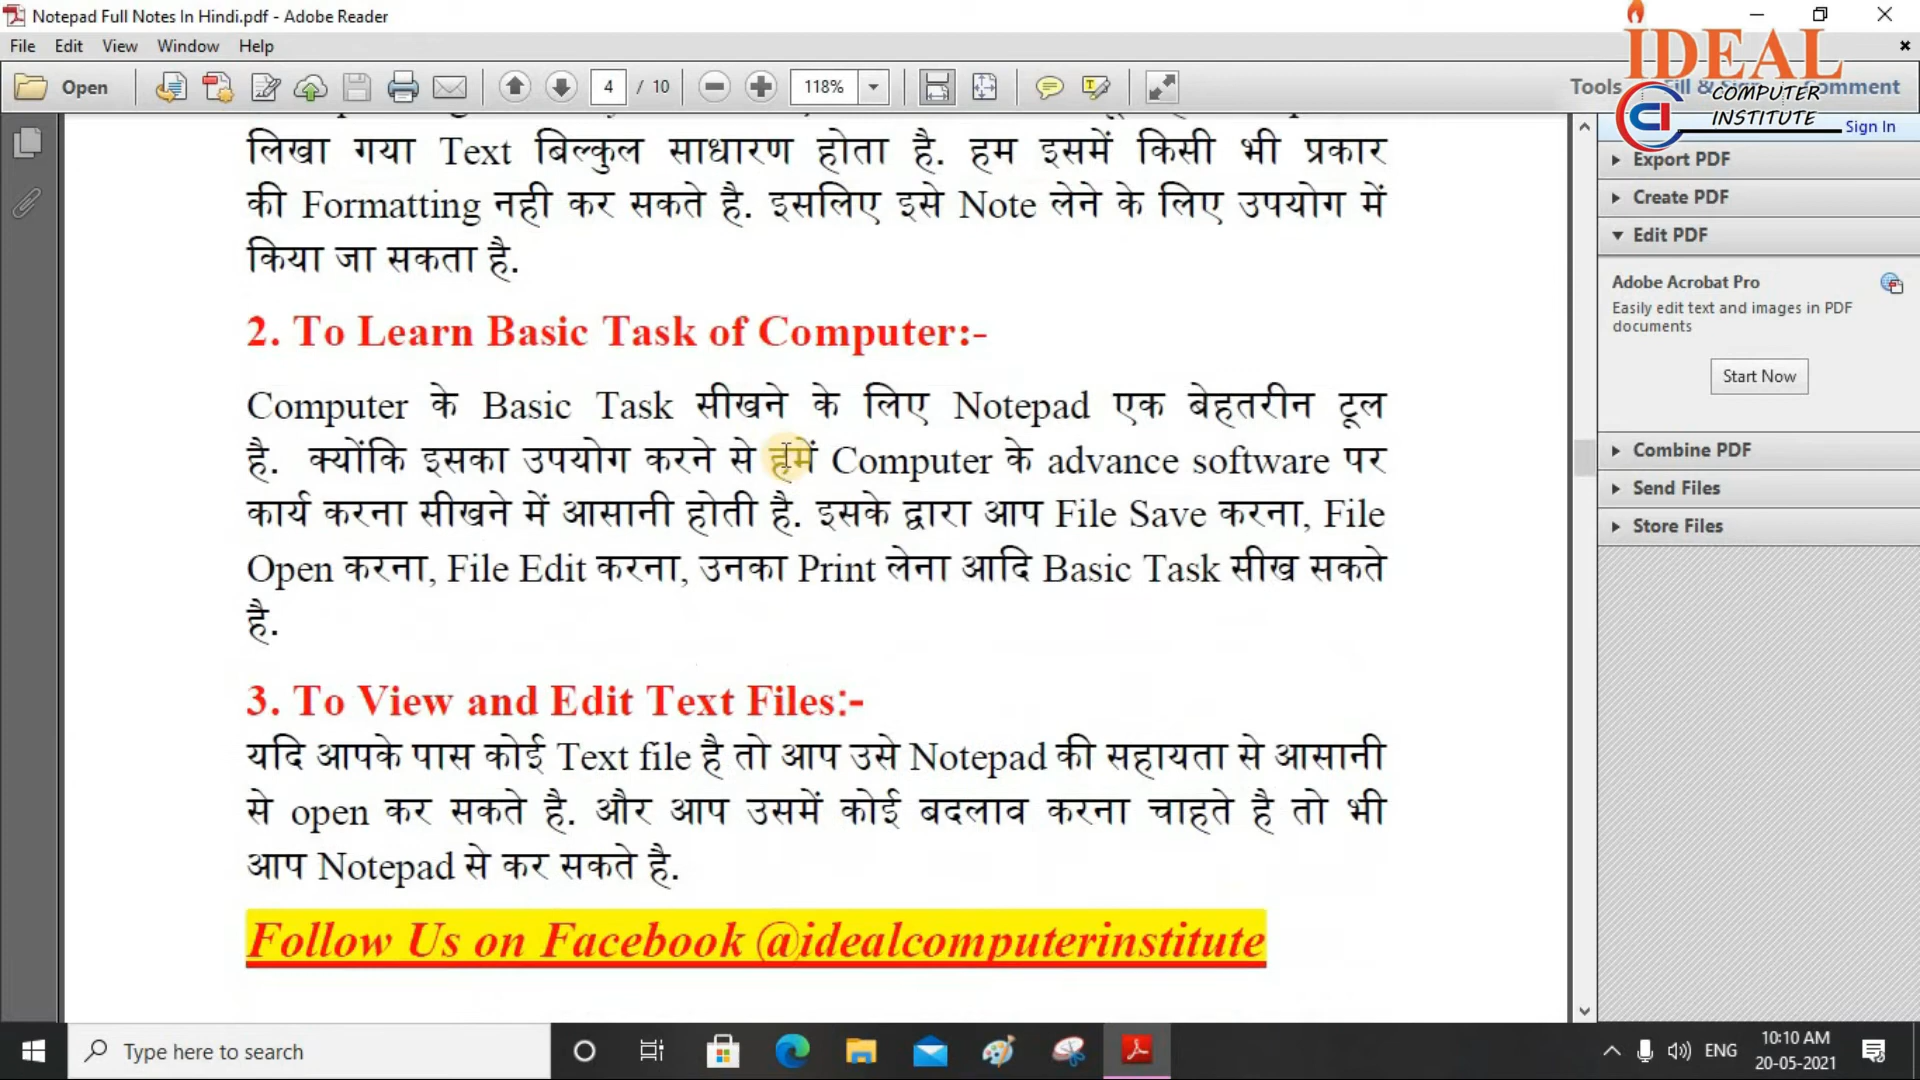 Notepad Full Notes In Hindi.pdf - Adobe Reader
File Edit View Window Help
Open
4 / 10
118%
Tools
Comment
IDEAL
COMPUTER
INSTITUTE
Sign In
लिखा गया Text बिल्कुल साधारण होता है. हम इसमें किसी भी प्रकार
की Formatting नही कर सकते है. इसलिए इसे Note लेने के लिए उपयोग में
किया जा सकता है.
2. To Learn Basic Task of Computer:-
Computer के Basic Task सीखने के लिए Notepad एक बेहतरीन टूल
है. क्योंकि इसका उपयोग करने से हमें Computer के advance software पर
कार्य करना सीखने में आसानी होती है. इसके द्वारा आप File Save करना, File
Open करना, File Edit करना, उनका Print लेना आदि Basic Task सीख सकते
है.
3. To View and Edit Text Files:-
यदि आपके पास कोई Text file है तो आप उसे Notepad की सहायता से आसानी
से open कर सकते है. और आप उसमें कोई बदलाव करना चाहते है तो भी
आप Notepad से कर सकते है.
Follow Us on Facebook @idealcomputerinstitute
Export PDF
Create PDF
Edit PDF
Adobe Acrobat Pro
Easily edit text and images in PDF
documents
Start Now
Combine PDF
Send Files
Store Files
Type here to search
ENG
10:10 AM
20-05-2021